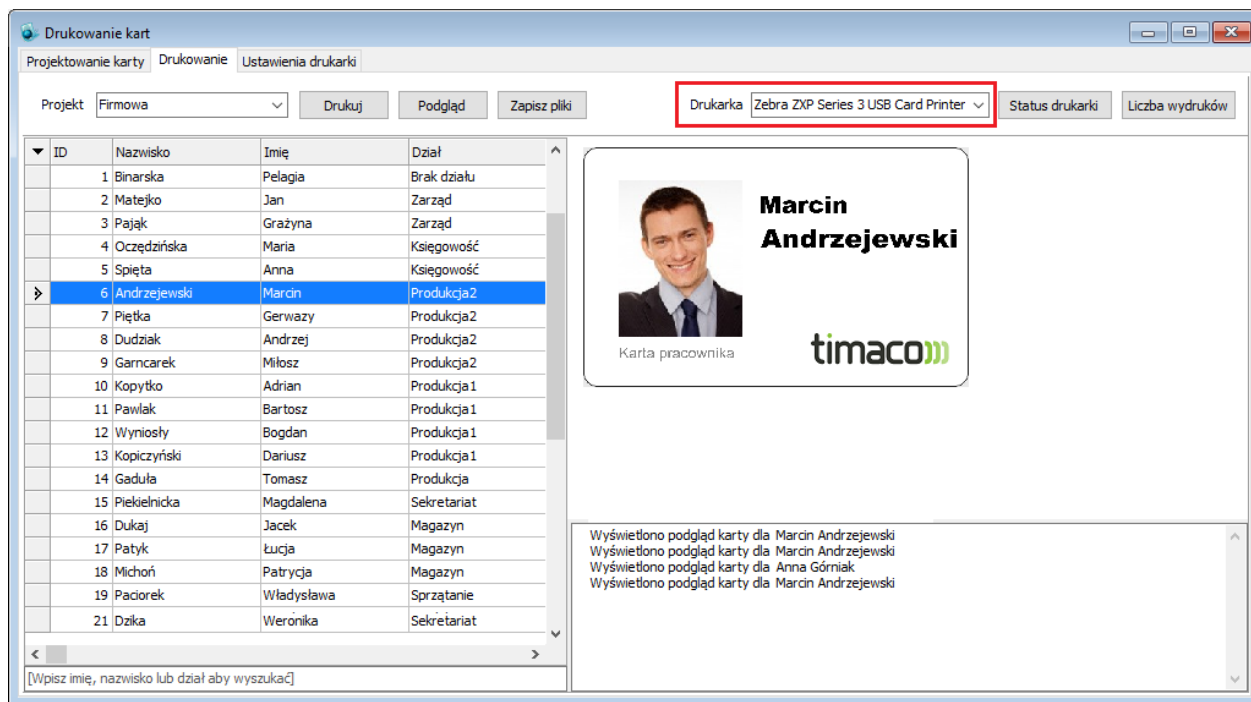 Drukowanie kart
Projektowanie karty Drukowanie Ustawienia drukarki
Projekt Firmowa Drukuj Podgląd Zapisz pliki Drukarka Zebra ZXP Series 3 USB Card Printer Status drukarki Liczba wydruków
ID Nazwisko Imię Dział
1 Binarska Pelagia Brak działu
2 Matejko Jan Zarząd
3 Pająk Grażyna Zarząd
4 Oczędzińska Maria Księgowość
5 Spięta Anna Księgowość
6 Andrzejewski Marcin Produkcja2
7 Piętka Gerwazy Produkcja2
8 Dudziak Andrzej Produkcja2
9 Garncarek Miłosz Produkcja2
10 Kopytko Adrian Produkcja1
11 Pawlak Bartosz Produkcja1
12 Wyniosły Bogdan Produkcja1
13 Kopiczyński Dariusz Produkcja1
14 Gaduła Tomasz Produkcja
15 Piekielnicka Magdalena Sekretariat
16 Dukaj Jacek Magazyn
17 Patyk Łucja Magazyn
18 Michoń Patrycja Magazyn
19 Paciorek Władysława Sprzątanie
21 Dzika Weronika Sekretariat
[Wpisz imię, nazwisko lub dział aby wyszukać]
Marcin
Andrzejewski
Karta pracownika
timaco
Wyświetlono podgląd karty dla Marcin Andrzejewski
Wyświetlono podgląd karty dla Marcin Andrzejewski
Wyświetlono podgląd karty dla Anna Górniak
Wyświetlono podgląd karty dla Marcin Andrzejewski